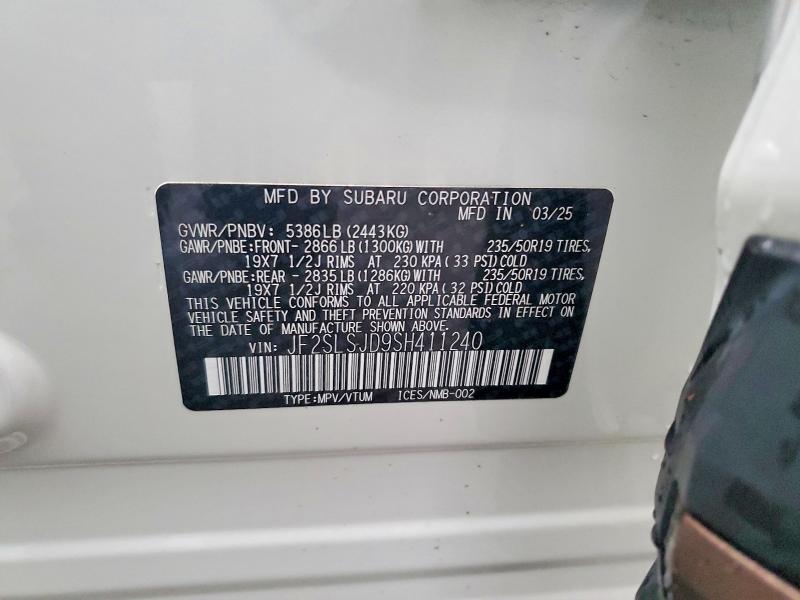 MFD BY SUBARU CORPORATION
MFD IN 03/25
GVWR/PNBV: 5386LB (2443KG)
GAWR/PNBE:FRONT- 2866LB (1300KG)WITH 235/50R19 TIRES,
19X7 1/2J RIMS AT 230 KPA( 33 PSI)COLD
GAWR/PNBE:REAR - 2835LB (1286KG)WITH 235/50R19 TIRES,
19X7 1/2J RIMS AT 220 KPA( 32 PSI)COLD
THIS VEHICLE CONFORMS TO ALL APPLICABLE FEDERAL MOTOR
VEHICLE SAFETY AND THEFT PREVENTION STANDARDS IN EFFECT ON
THE DATE OF MANUFACTURE SHOWN ABOVE.
VIN: JF2SLSJD9SH411240
TYPE:MPV/VTUM ICES/NMB-002